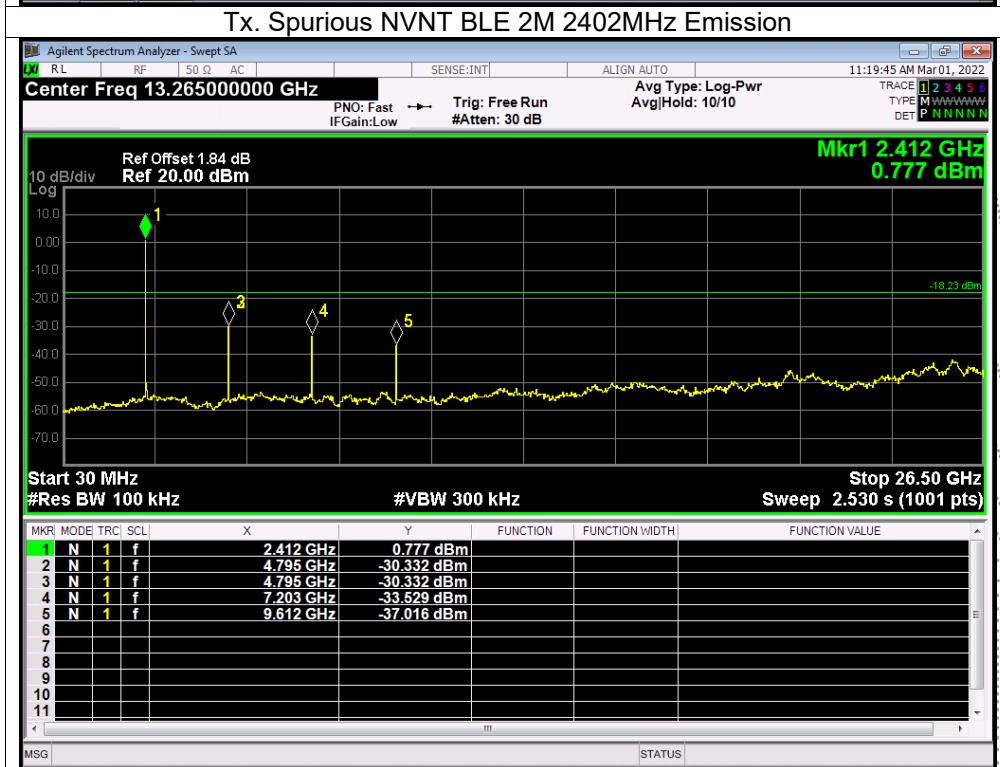 Tx. Spurious NVNT BLE 2M 2402MHz Emission
Agilent Spectrum Analyzer - Swept SA
LXI RL RF 50 Ω AC SENSE:INT ALIGN AUTO 11:19:45 AM Mar 01, 2022
Center Freq 13.265000000 GHz Avg Type: Log-Pwr TRACE 1 2 3 4 5 6
PNO: Fast Trig: Free Run Avg|Hold: 10/10 TYPE M WWWWW
IFGain:Low #Atten: 30 dB DET P N N N N N
Mkr1 2.412 GHz
Ref Offset 1.84 dB
10 dB/div Ref 20.00 dBm 0.777 dBm
Log
10.0
1
0.00
-10.0
-18.23 dBm
-20.0
3 4 5
-30.0
-40.0
-50.0
-60.0
-70.0
Start 30 MHz Stop 26.50 GHz
#Res BW 100 kHz #VBW 300 kHz Sweep 2.530 s (1001 pts)
MKR MODE TRC SCL X Y FUNCTION FUNCTION WIDTH FUNCTION VALUE
1 N 1 f 2.412 GHz 0.777 dBm
2 N 1 f 4.795 GHz -30.332 dBm
3 N 1 f 4.795 GHz -30.332 dBm
4 N 1 f 7.203 GHz -33.529 dBm
5 N 1 f 9.612 GHz -37.016 dBm
6
7
8
9
10
11
MSG STATUS